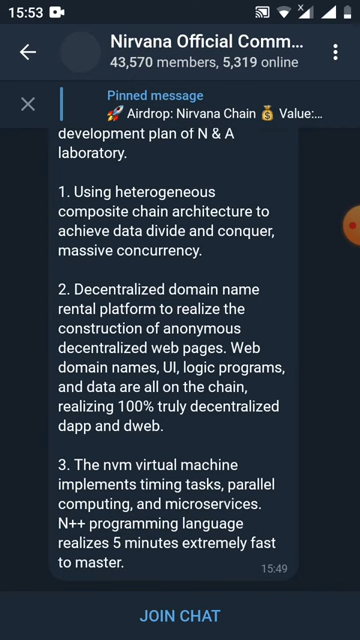 15:53
Nirvana Official Comm...
43,570 members, 5,319 online
Pinned message
🚀 Airdrop: Nirvana Chain 💰 Value:...
development plan of N & A
laboratory.
1. Using heterogeneous
composite chain architecture to
achieve data divide and conquer,
massive concurrency.
2. Decentralized domain name
rental platform to realize the
construction of anonymous
decentralized web pages. Web
domain names, UI, logic programs,
and data are all on the chain,
realizing 100% truly decentralized
dapp and dweb.
3. The nvm virtual machine
implements timing tasks, parallel
computing, and microservices.
N++ programming language
realizes 5 minutes extremely fast
to master.
15:49
JOIN CHAT